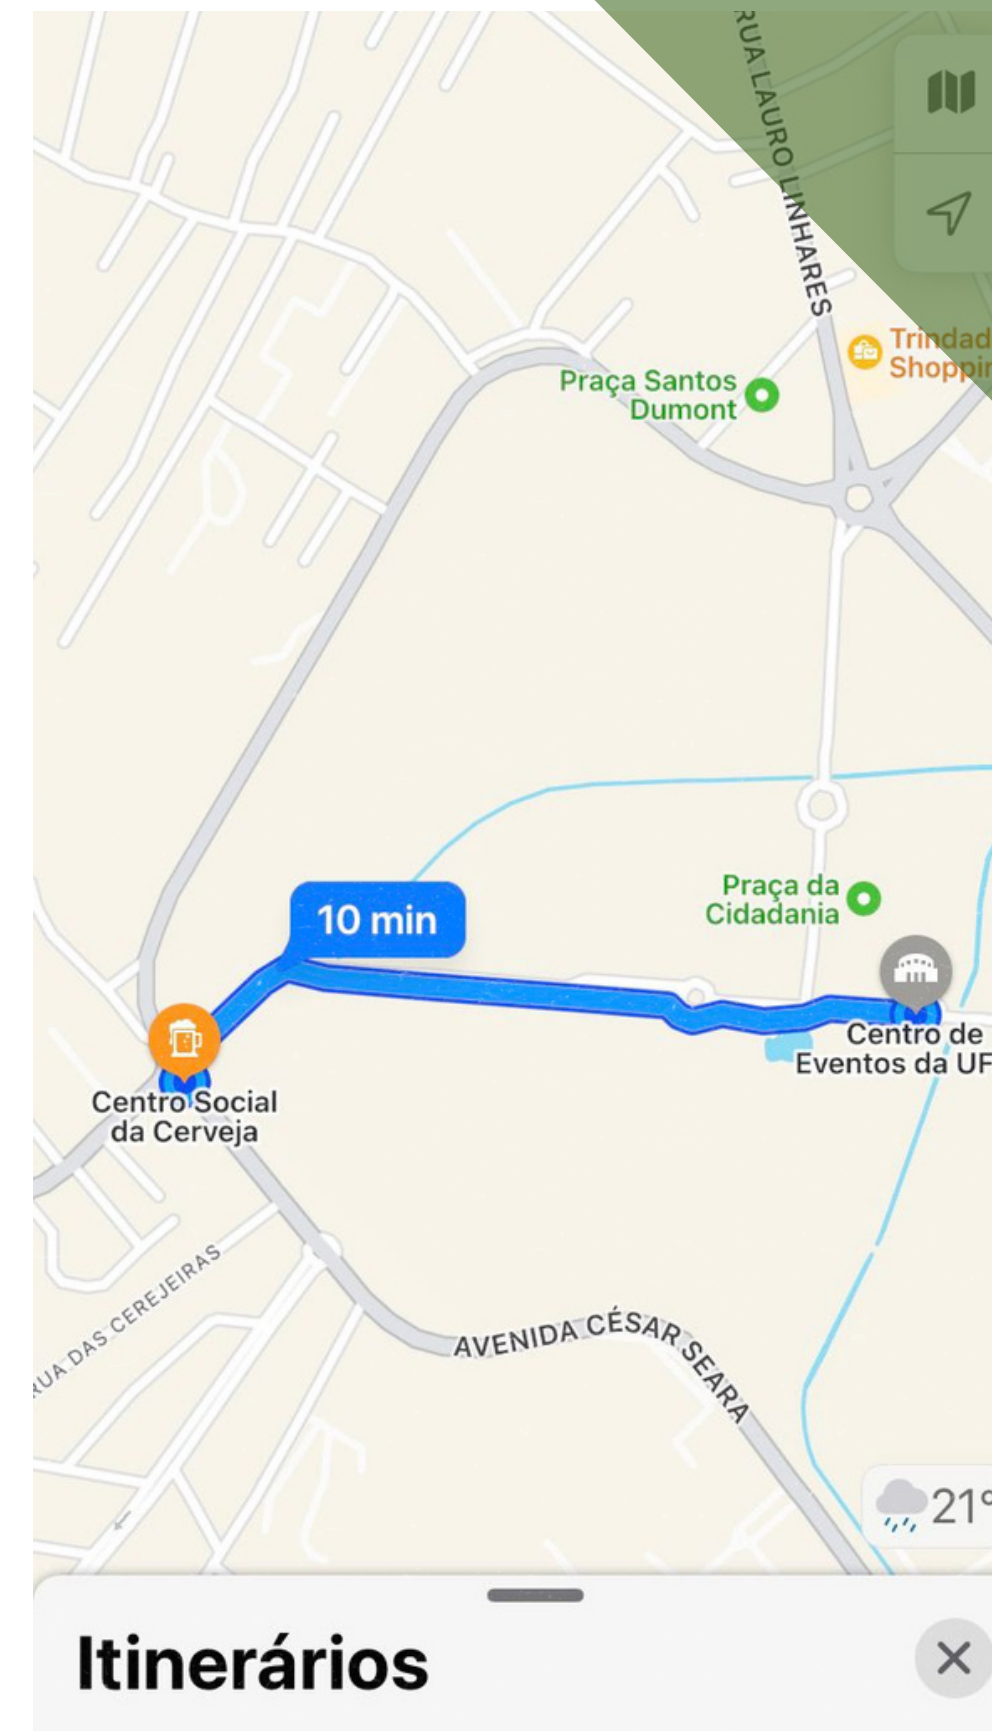 RUA LAURO LINHARES
Trindad
Shoppin
Praça Santos
Dumont
10 min
Praça da
Cidadania
Centro de
Eventos da UF
Centro Social
da Cerveja
RUA DAS CEREJEIRAS
AVENIDA CÉSAR SEARA
21°
Itinerários